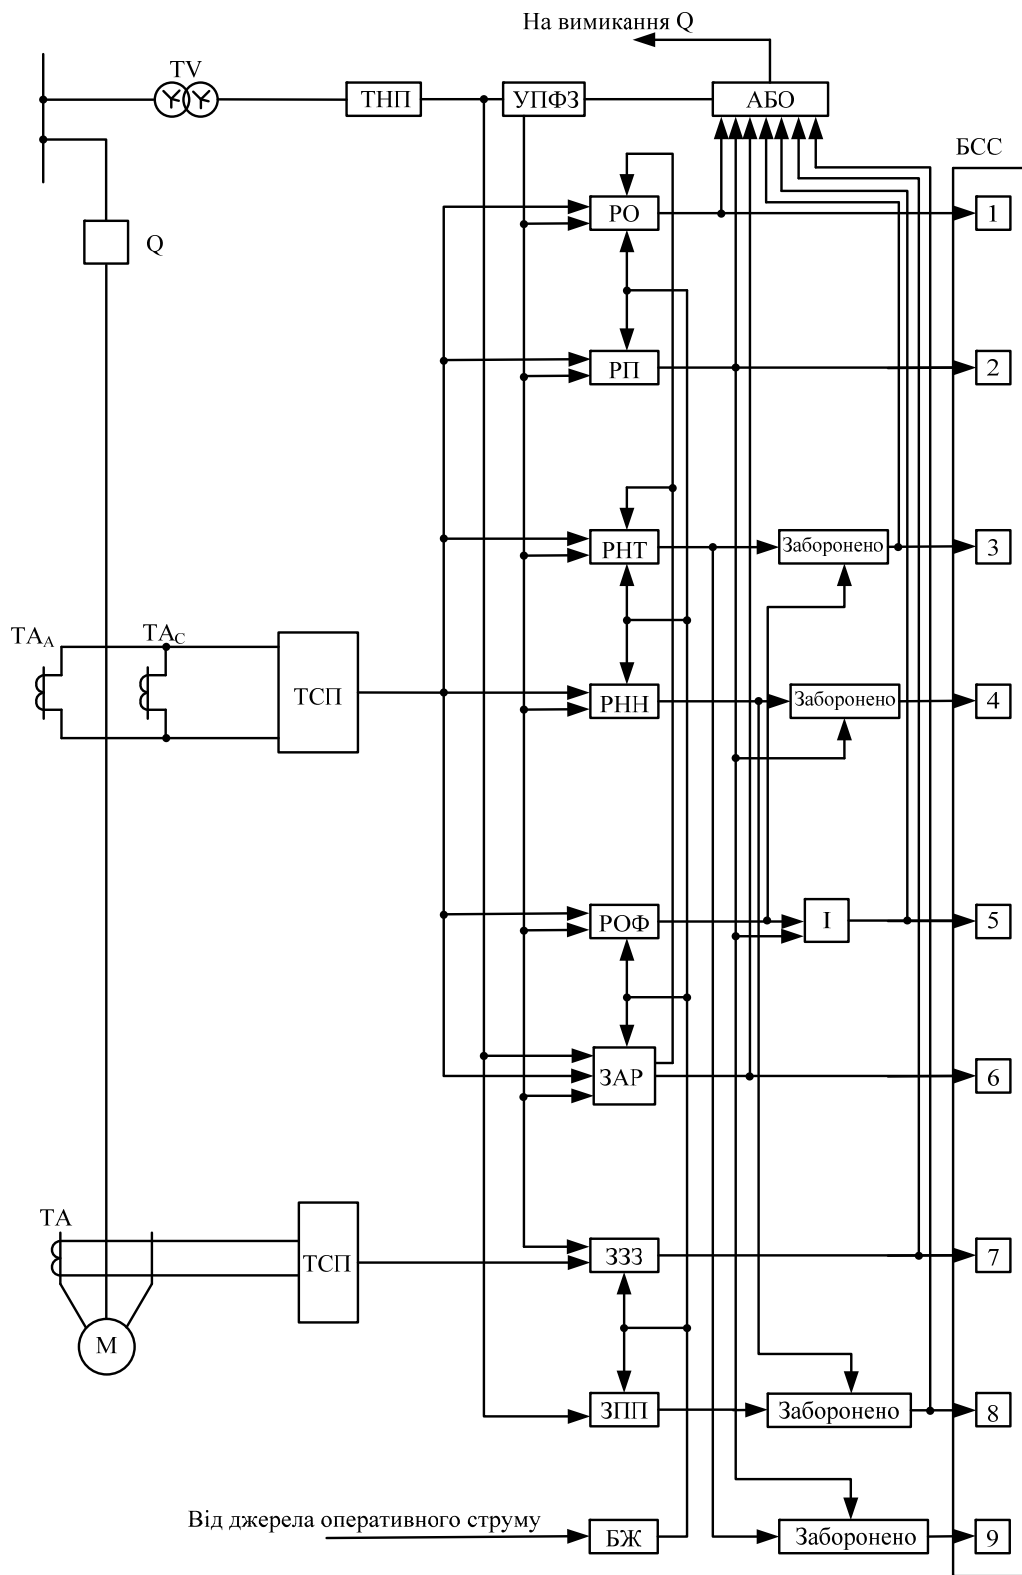 На вимикання Q
TV
ТНП
УПФЗ
АБО
БСС
РО
1
Q
РП
2
РНТ
Заборонено
3
TAA
TAC
ТСП
РНН
Заборонено
4
РОФ
І
5
ЗАР
6
TA
ТСП
ЗЗЗ
7
М
ЗПП
Заборонено
8
Від джерела оперативного струму
БЖ
Заборонено
9